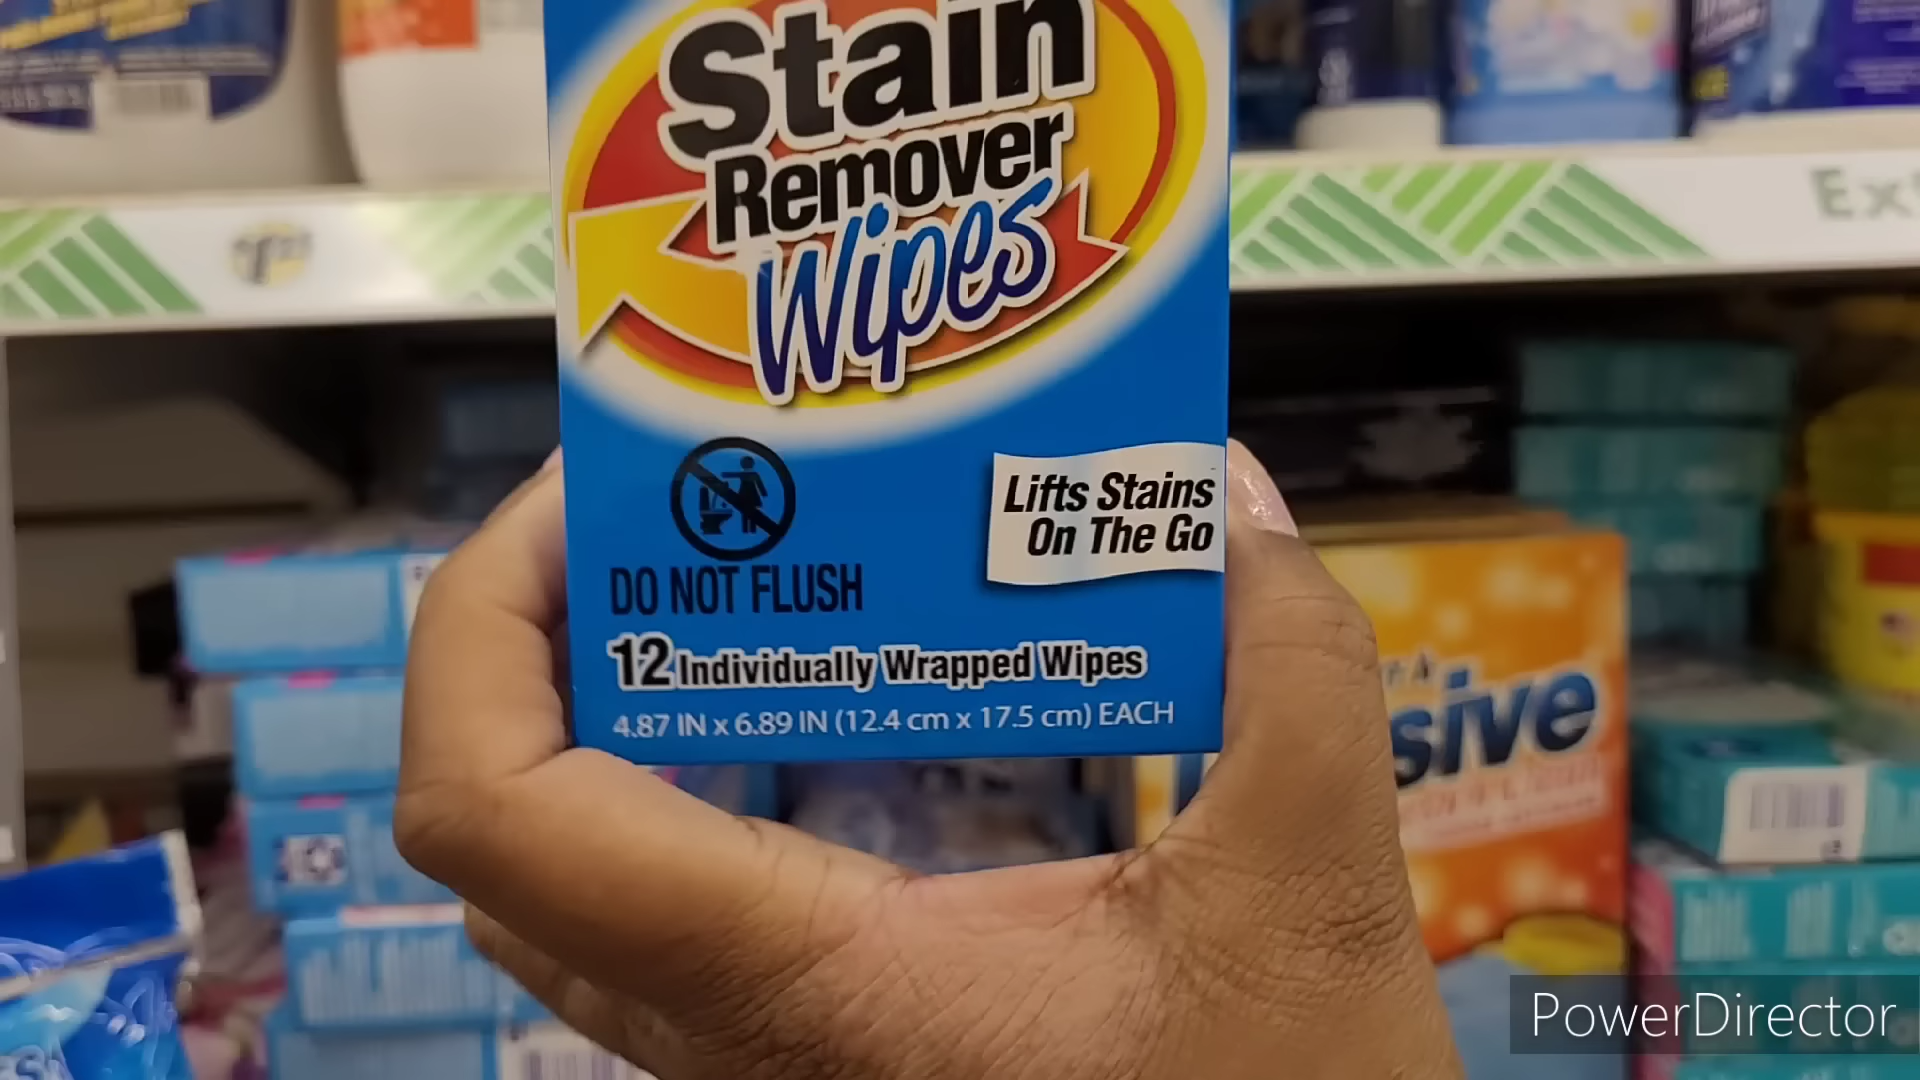 Stain
Remover
Wipes
Lifts Stains
On The Go
DO NOT FLUSH
12 Individually Wrapped Wipes
4.87 IN x 6.89 IN (12.4 cm x 17.5 cm) EACH
sive
PowerDirector